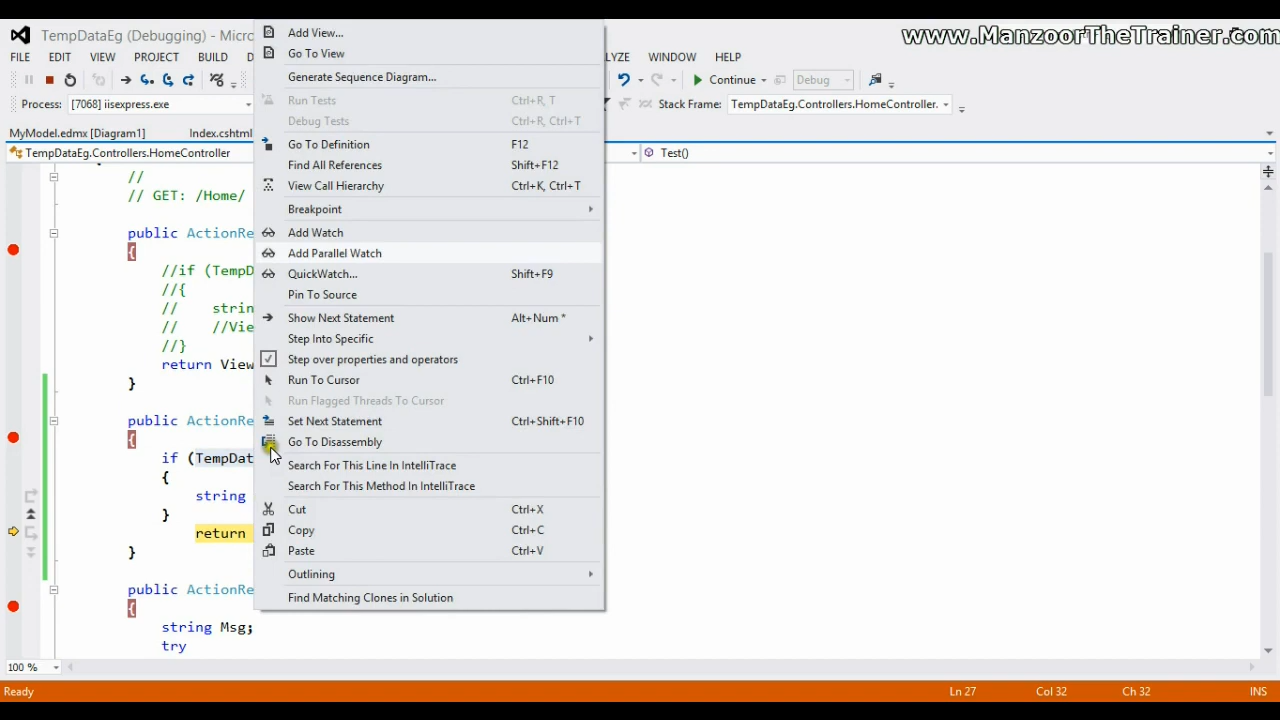 www.ManzoorTheTrainer.com
TempDataEg (Debugging) - Micro
FILE EDIT VIEW PROJECT BUILD D LYZE WINDOW HELP
Continue Debug
Process: [7068] iisexpress.exe Stack Frame: TempDataEg.Controllers.HomeController.
MyModel.edmx [Diagram1] Index.cshtml
TempDataEg.Controllers.HomeController Test()
//
// GET: /Home/
public ActionRe
{
//if (TempD
//{
// strin
// //Vie
//}
return View
}
public ActionRe
{
if (TempDat
{
string
}
return
}
public ActionRe
{
string Msg;
try
Add View...
Go To View
Generate Sequence Diagram...
Run Tests Ctrl+R, T
Debug Tests Ctrl+R, Ctrl+T
Go To Definition F12
Find All References Shift+F12
View Call Hierarchy Ctrl+K, Ctrl+T
Breakpoint
Add Watch
Add Parallel Watch
QuickWatch... Shift+F9
Pin To Source
Show Next Statement Alt+Num *
Step Into Specific
Step over properties and operators
Run To Cursor Ctrl+F10
Run Flagged Threads To Cursor
Set Next Statement Ctrl+Shift+F10
Go To Disassembly
Search For This Line In IntelliTrace
Search For This Method In IntelliTrace
Cut Ctrl+X
Copy Ctrl+C
Paste Ctrl+V
Outlining
Find Matching Clones in Solution
100 %
Ready Ln 27 Col 32 Ch 32 INS